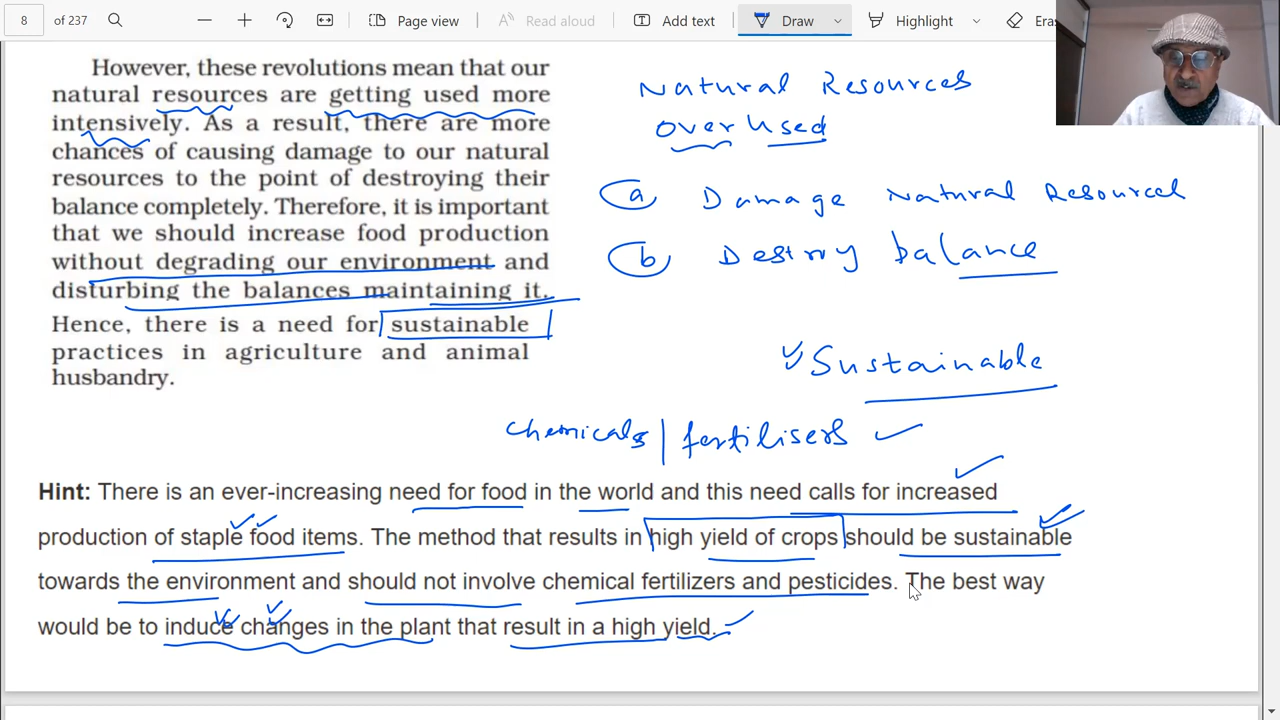 8 of 237 Page view Read aloud Add text Draw Highlight Era
However, these revolutions mean that our
natural resources are getting used more
intensively. As a result, there are more
chances of causing damage to our natural
resources to the point of destroying their
balance completely. Therefore, it is important
that we should increase food production
without degrading our environment and
disturbing the balances maintaining it.
Hence, there is a need for sustainable
practices in agriculture and animal
husbandry.
Natural Resources
over Used
a Damage Natural Resourced
b Destroy balance
Sustainable
chemicals | fertilisers
Hint: There is an ever-increasing need for food in the world and this need calls for increased
production of staple food items. The method that results in high yield of crops should be sustainable
towards the environment and should not involve chemical fertilizers and pesticides. The best way
would be to induce changes in the plant that result in a high yield.